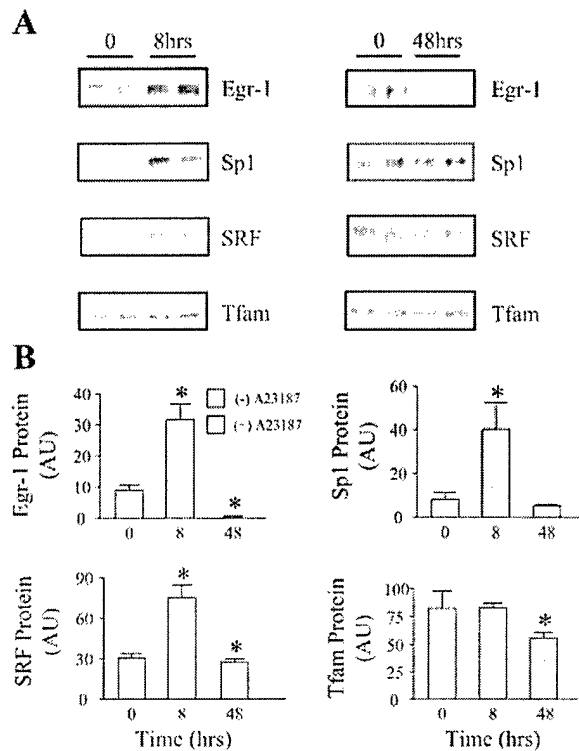 A
0 8hrs 0 48hrs
Egr-1 Egr-1
Sp1 Sp1
SRF SRF
Tfam Tfam
B
Egr-1 Protein
(AU)
40
30
20
10
0
*
*
0 8 48
(-) A23187
(-) A23187
Sp1 Protein
(AU)
60
40
20
0
*
0 8 48
SRF Protein
(AU)
90
60
30
0
*
*
0 8 48
Time (hrs)
Tfam Protein
(AU)
100
75
50
25
0
*
0 8 48
Time (hrs)